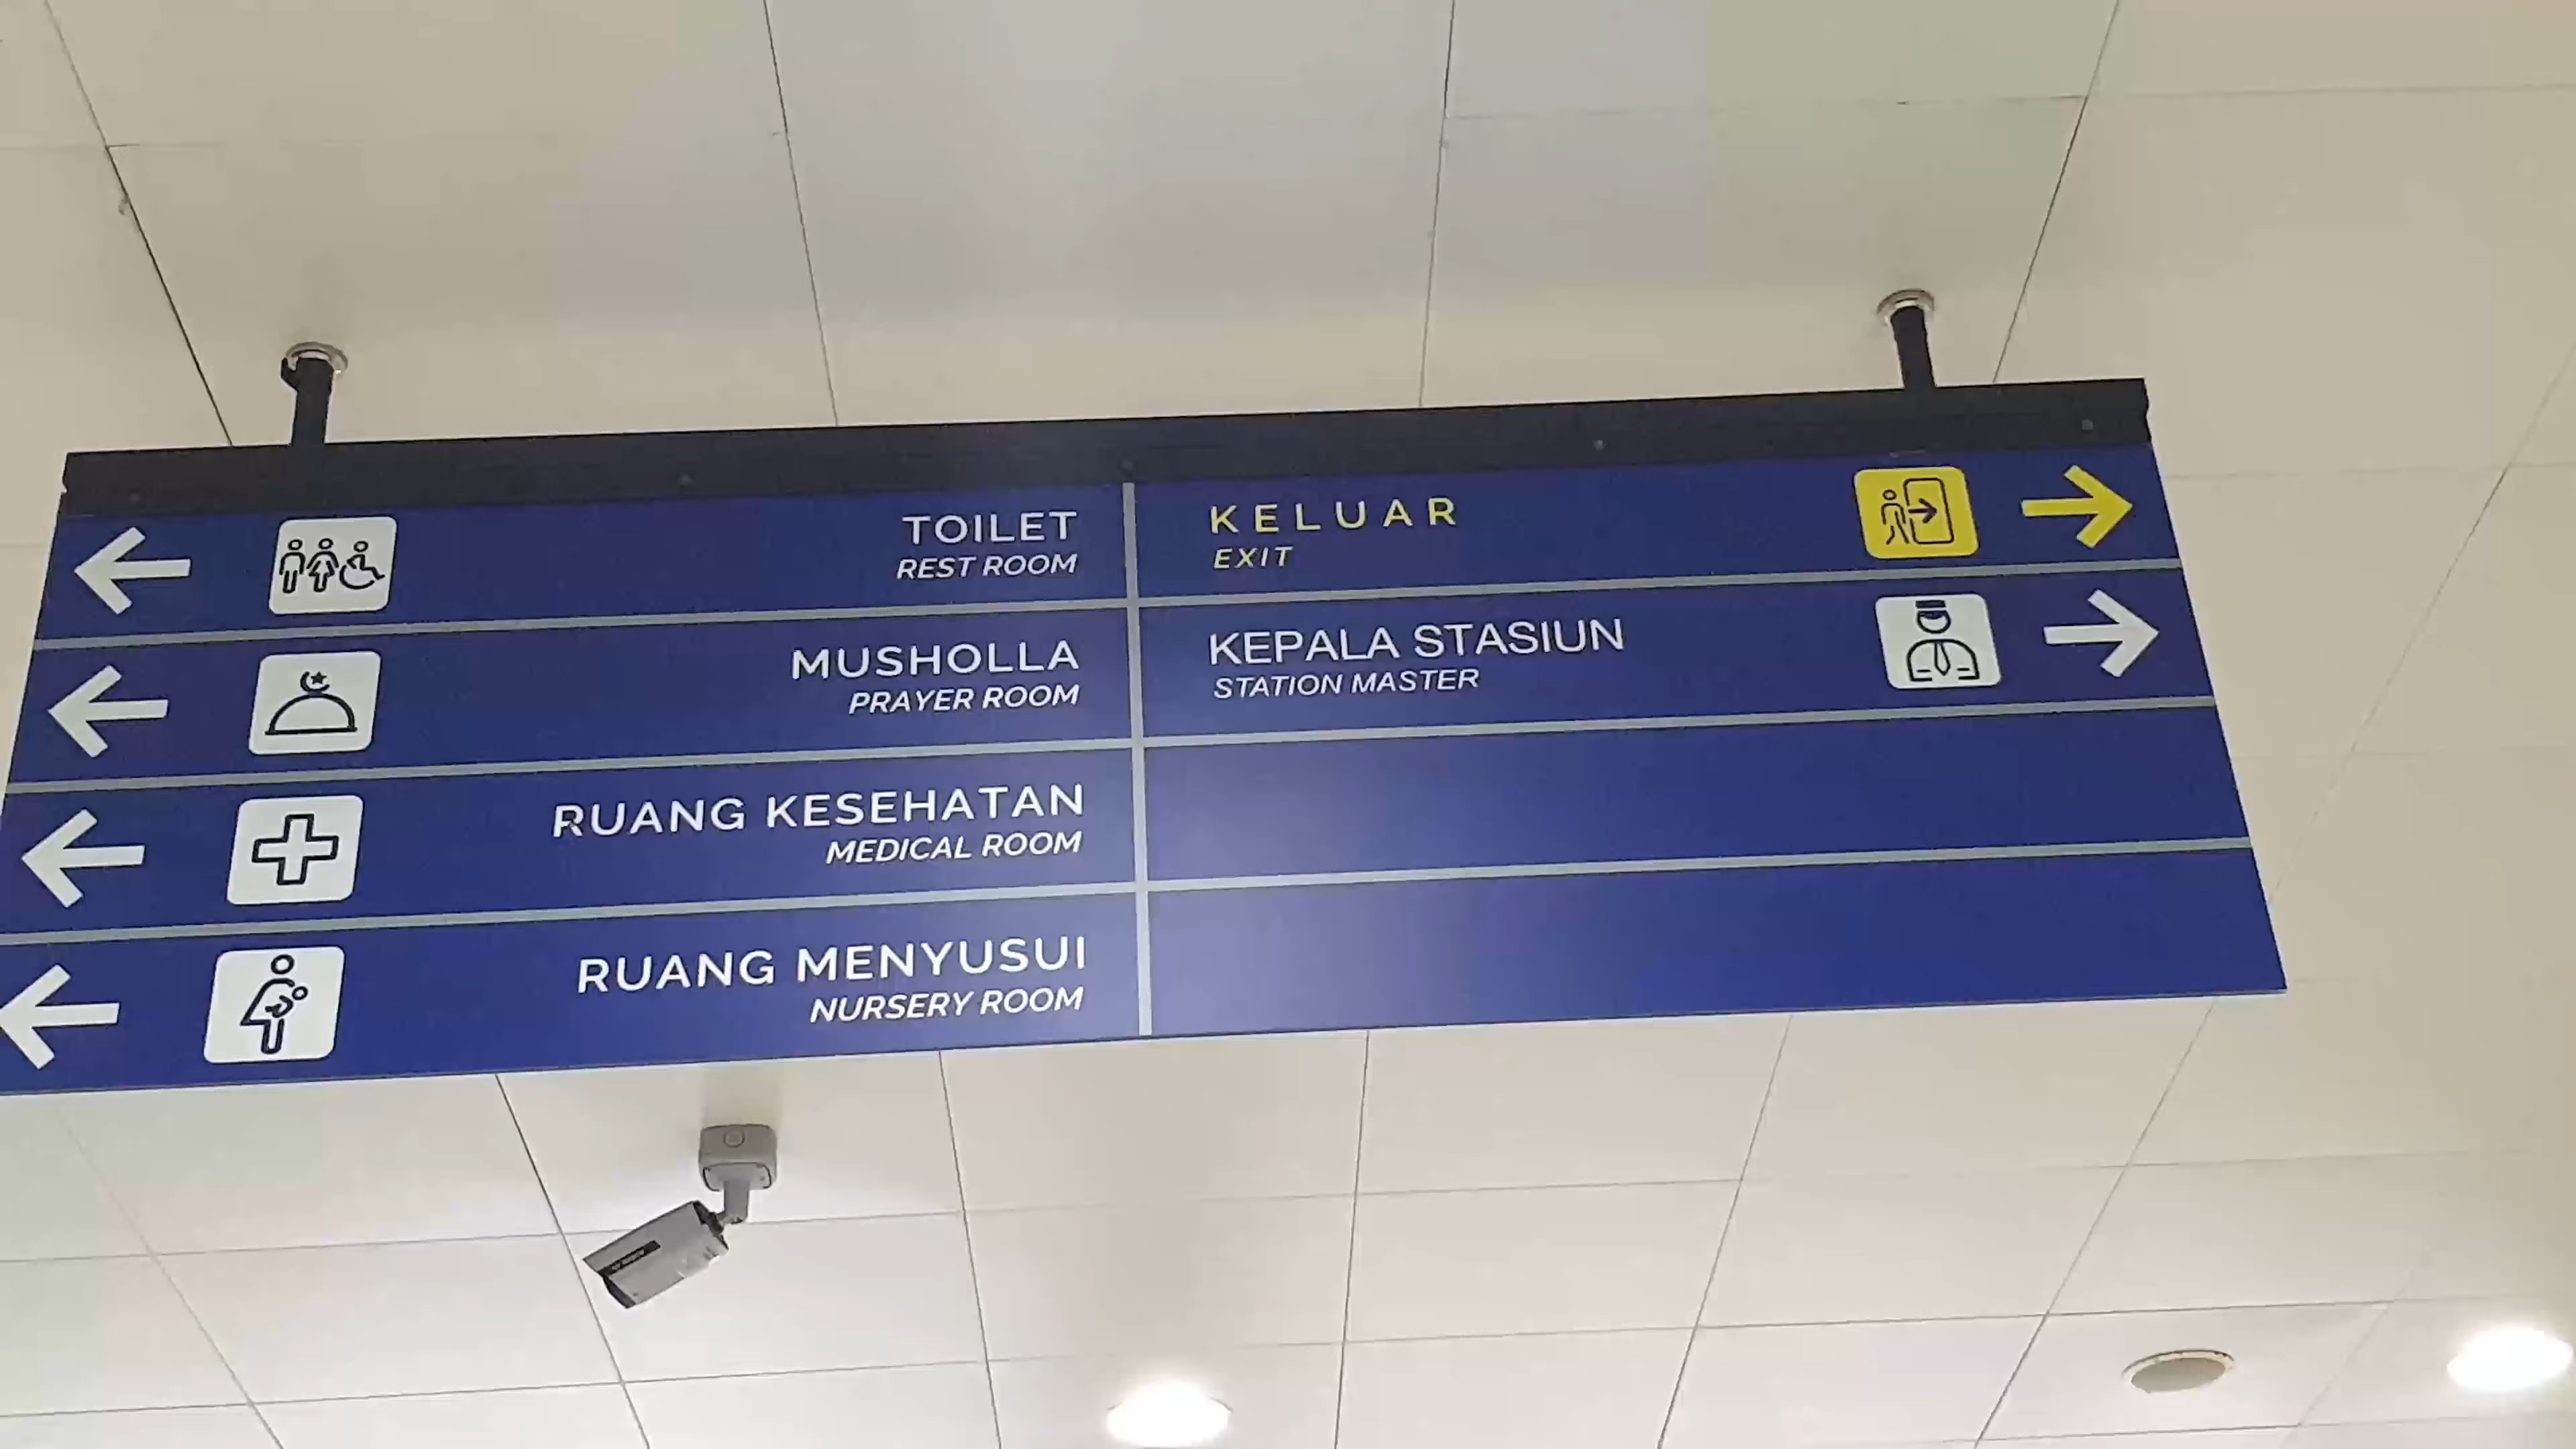 TOILET
REST ROOM
MUSHOLLA
PRAYER ROOM
RUANG KESEHATAN
MEDICAL ROOM
RUANG MENYUSUI
NURSERY ROOM
KELUAR
EXIT
KEPALA STASIUN
STATION MASTER